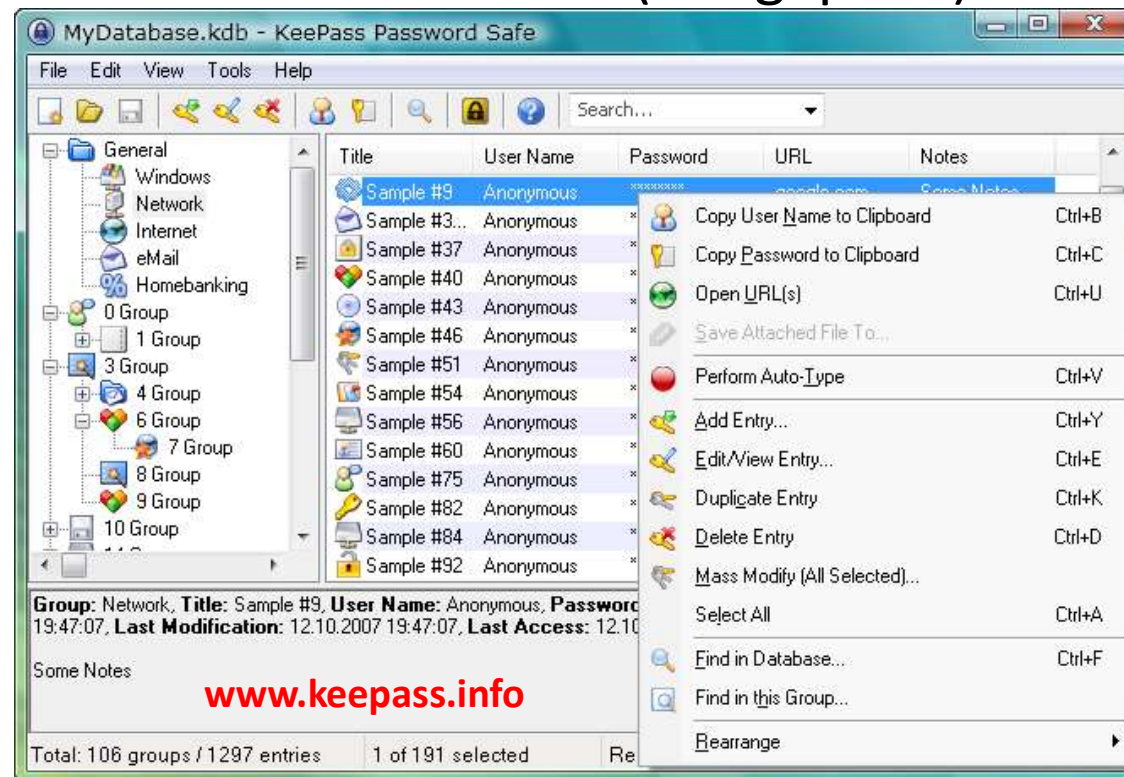 MyDatabase.kdb - KeePass Password Safe
File Edit View Tools Help
Search...
General
Windows
Network
Internet
eMail
Homebanking
0 Group
1 Group
3 Group
4 Group
6 Group
7 Group
8 Group
9 Group
10 Group
Title User Name Password URL Notes
Sample #9 Anonymous ******** google.com Some Notes
Sample #3... Anonymous *
Sample #37 Anonymous *
Sample #40 Anonymous *
Sample #43 Anonymous *
Sample #46 Anonymous *
Sample #51 Anonymous *
Sample #54 Anonymous *
Sample #56 Anonymous *
Sample #60 Anonymous *
Sample #75 Anonymous *
Sample #82 Anonymous *
Sample #84 Anonymous *
Sample #92 Anonymous *
Copy User Name to Clipboard Ctrl+B
Copy Password to Clipboard Ctrl+C
Open URL(s) Ctrl+U
Save Attached File To...
Perform Auto-Type Ctrl+V
Add Entry... Ctrl+Y
Edit/View Entry... Ctrl+E
Duplicate Entry Ctrl+K
Delete Entry Ctrl+D
Mass Modify (All Selected)...
Select All Ctrl+A
Find in Database... Ctrl+F
Find in this Group...
Rearrange
Group: Network, Title: Sample #9, User Name: Anonymous, Passwor
19:47:07, Last Modification: 12.10.2007 19:47:07, Last Access: 12.10
Some Notes
www.keepass.info
Total: 106 groups / 1297 entries 1 of 191 selected Re